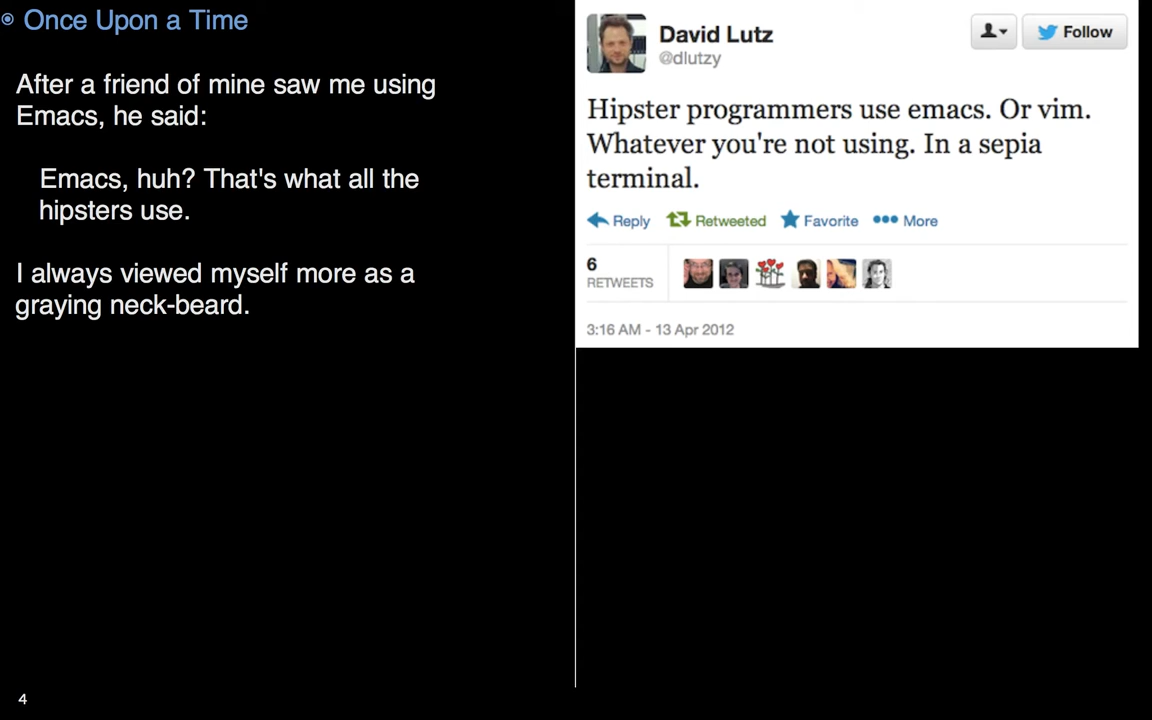 Once Upon a Time
After a friend of mine saw me using
Emacs, he said:
Emacs, huh? That's what all the
hipsters use.
I always viewed myself more as a
graying neck-beard.
4
David Lutz
@dlutzy
Follow
Hipster programmers use emacs. Or vim.
Whatever you're not using. In a sepia
terminal.
Reply Retweeted Favorite More
6
RETWEETS
3:16 AM - 13 Apr 2012